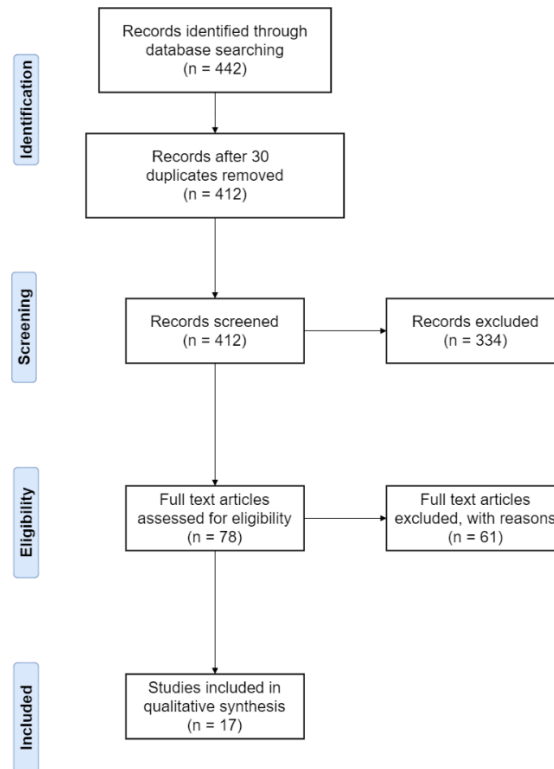 Identification
Records identified through
database searching
(n = 442)
Records after 30
duplicates removed
(n = 412)
Screening
Records screened
(n = 412)
Records excluded
(n = 334)
Eligibility
Full text articles
assessed for eligibility
(n = 78)
Full text articles
excluded, with reasons
(n = 61)
Included
Studies included in
qualitative synthesis
(n = 17)